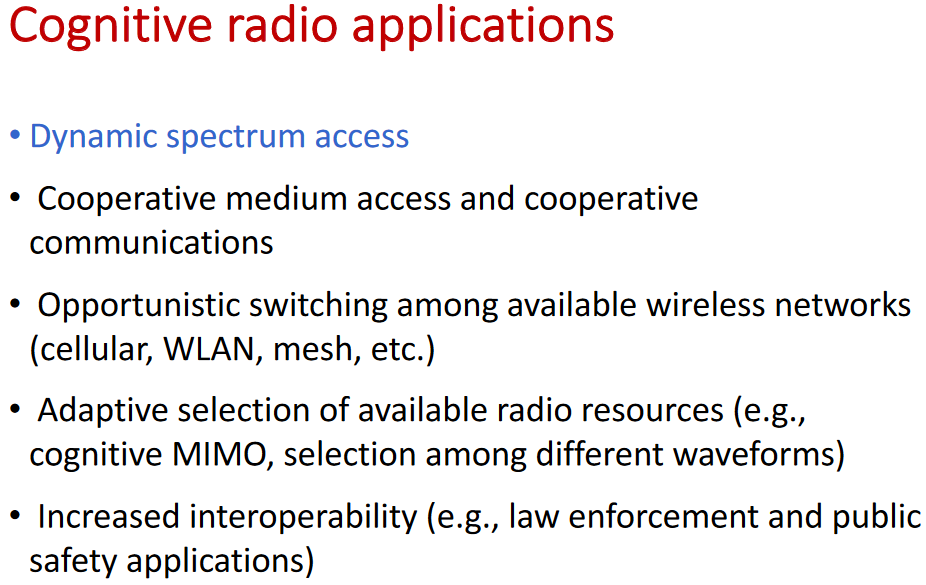 Cognitive radio applications
• Dynamic spectrum access
• Cooperative medium access and cooperative
communications
• Opportunistic switching among available wireless networks
(cellular, WLAN, mesh, etc.)
• Adaptive selection of available radio resources (e.g.,
cognitive MIMO, selection among different waveforms)
• Increased interoperability (e.g., law enforcement and public
safety applications)